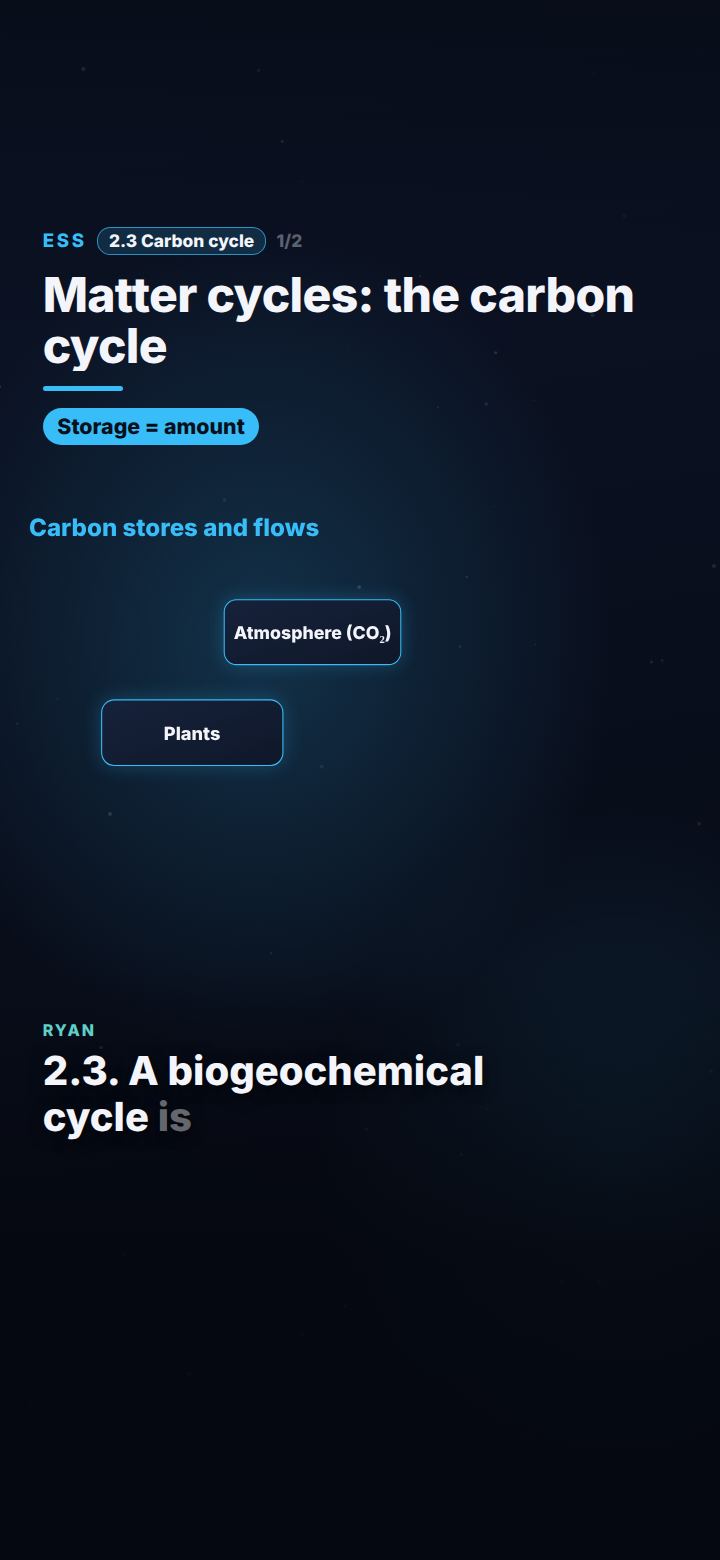 ESS 2.3 Carbon cycle 1/2
Matter cycles: the carbon
cycle
Storage = amount
Carbon stores and flows
Atmosphere (CO₂)
Plants
RYAN
2.3. A biogeochemical
cycle is